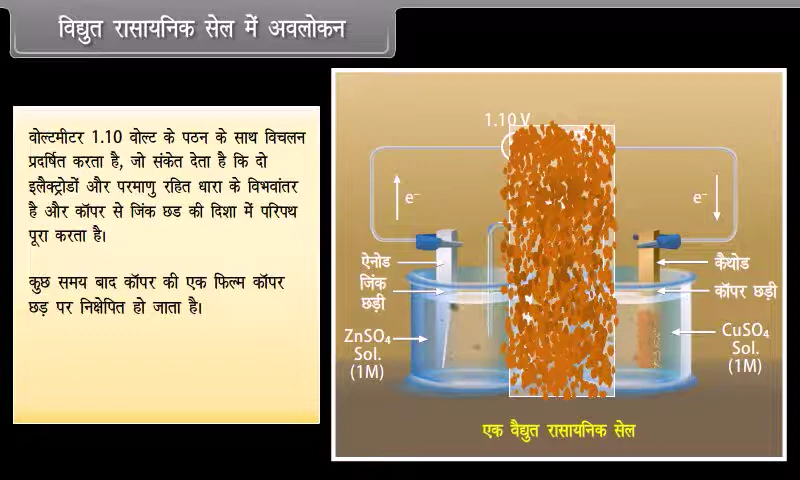 विद्युत रासायनिक सेल में अवलोकन
वोल्टमीटर 1.10 वोल्ट के पठन के साथ विचलन
प्रदर्षित करता है, जो संकेत देता है कि दो
इलैक्ट्रोडों और परमाणु रहित धारा के विभवांतर
है और कॉपर से जिंक छड की दिशा में परिपथ
पूरा करता है।
कुछ समय बाद कॉपर की एक फिल्म कॉपर
छड़ पर निक्षेपित हो जाता है।
1.10 V
e⁻
e⁻
ऐनोड
जिंक
छड़ी
कैथोड
कॉपर छड़ी
ZnSO₄
Sol.
(1M)
CuSO₄
Sol.
(1M)
एक वैद्युत रासायनिक सेल